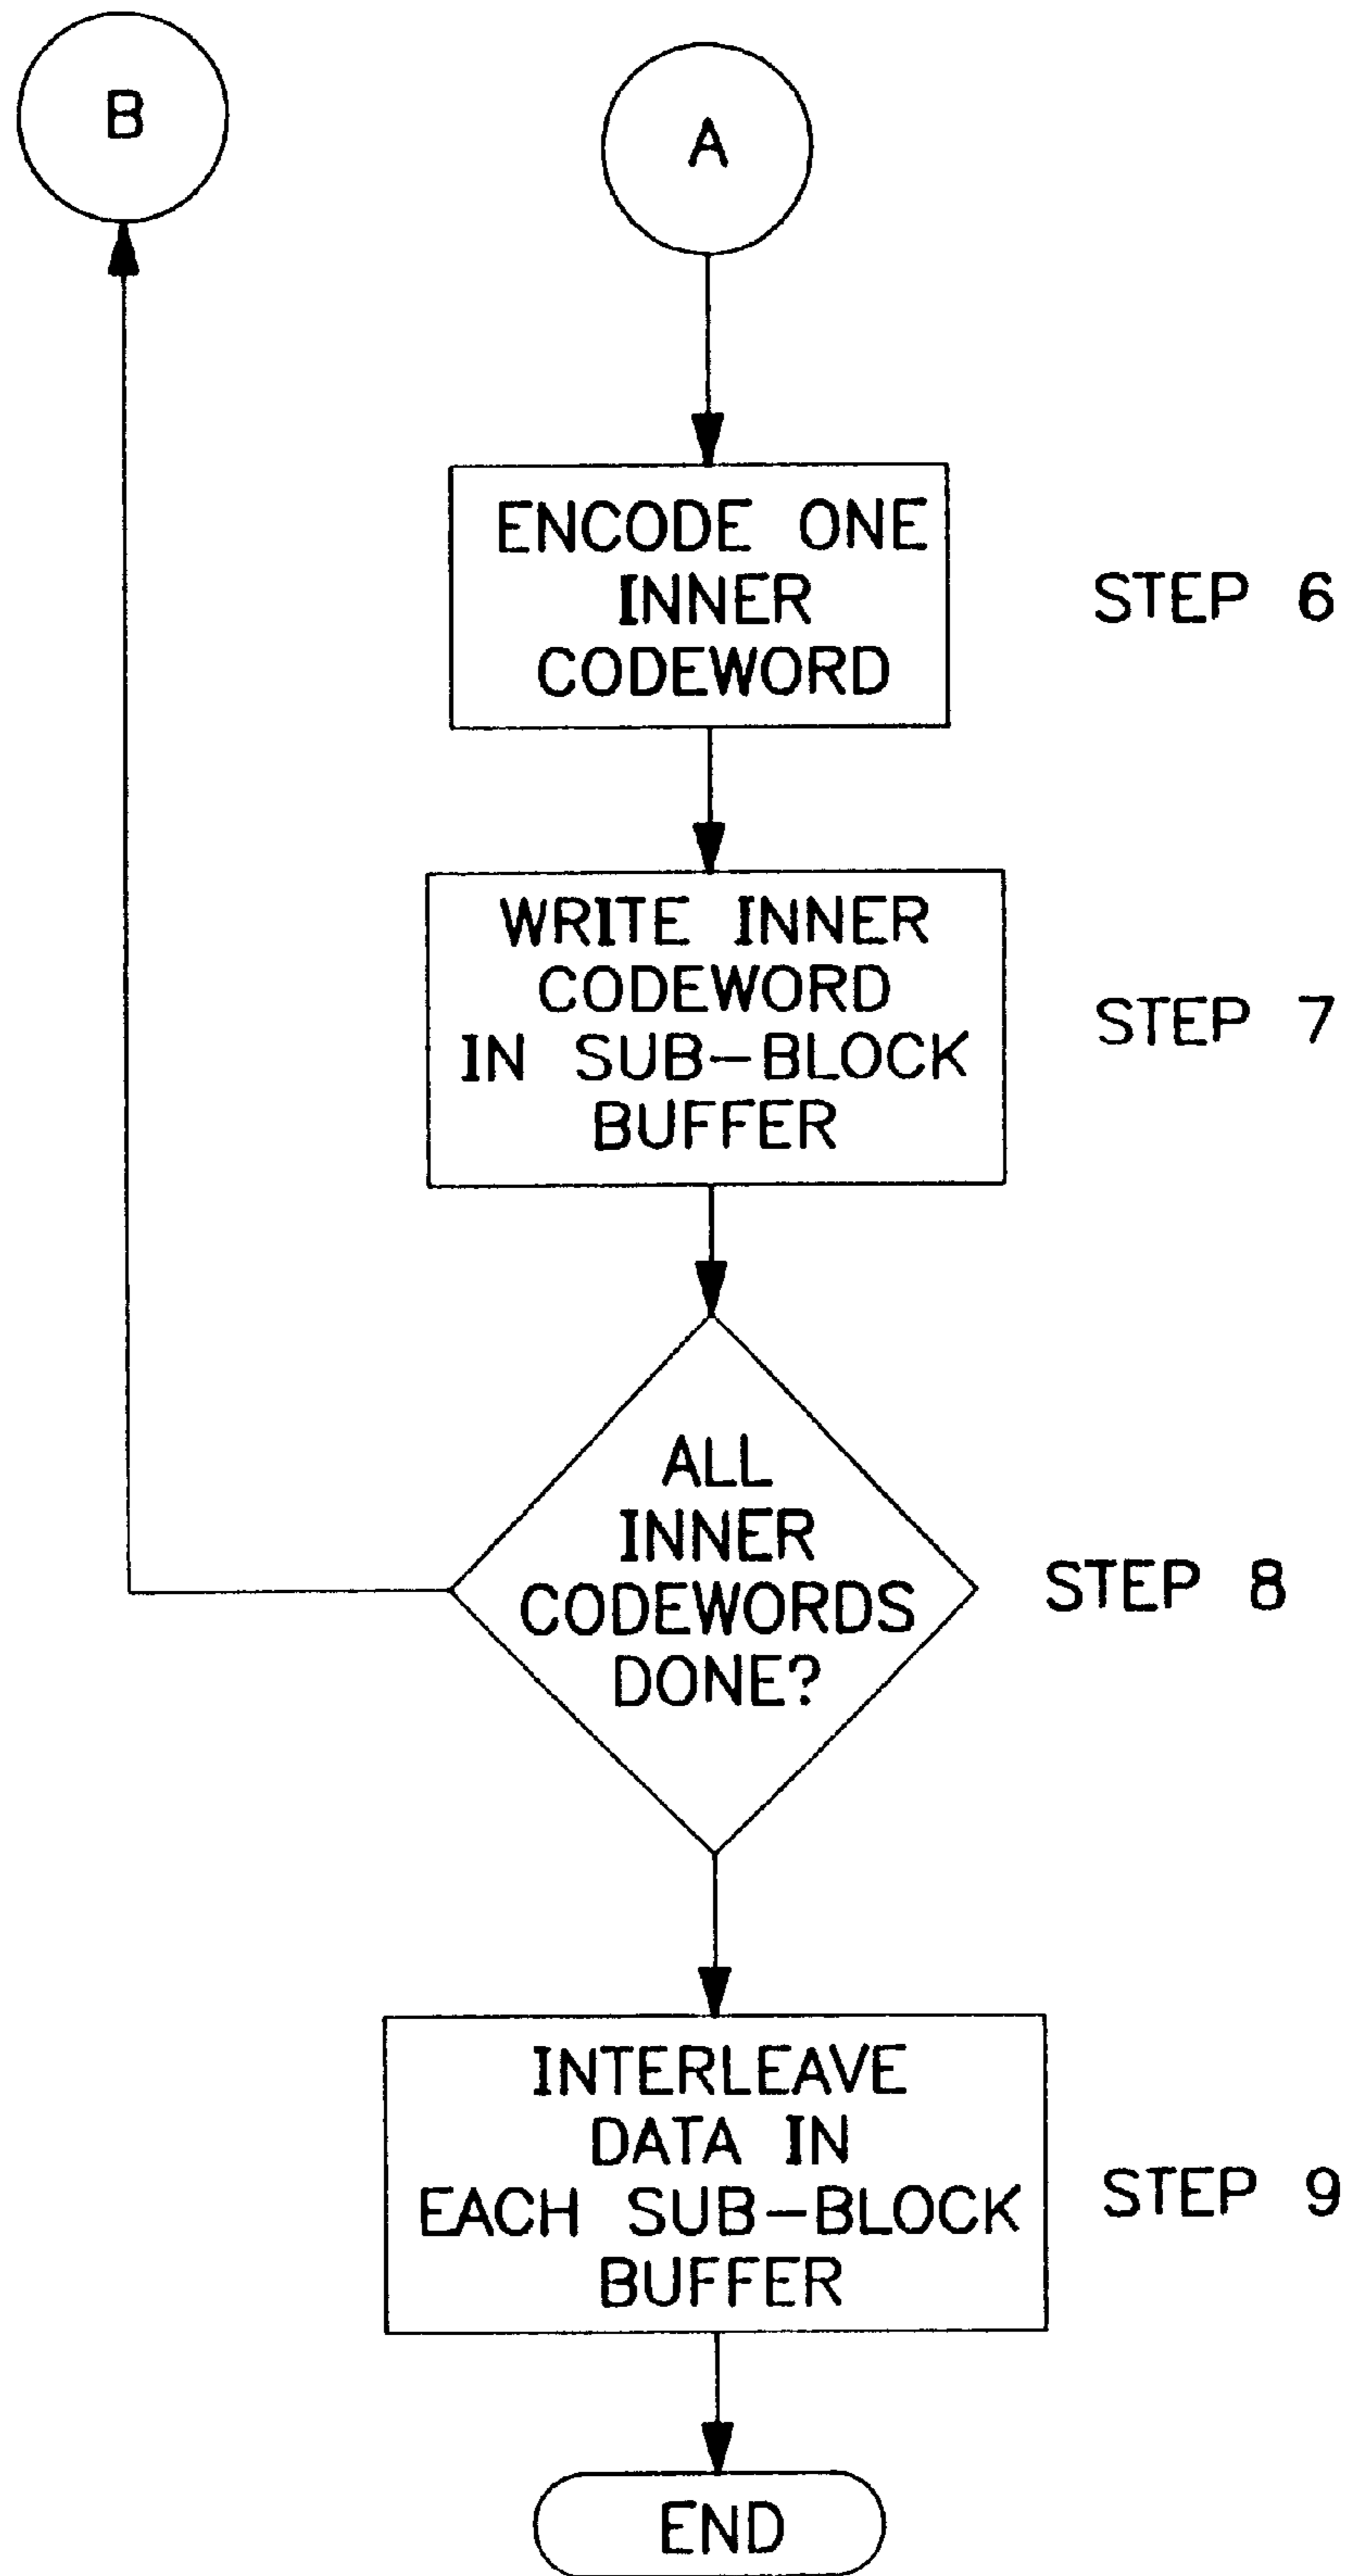 B
A
ENCODE ONE
INNER
CODEWORD
STEP 6
WRITE INNER
CODEWORD
IN SUB-BLOCK
BUFFER
STEP 7
ALL
INNER
CODEWORDS
DONE?
STEP 8
INTERLEAVE
DATA IN
EACH SUB-BLOCK
BUFFER
STEP 9
END